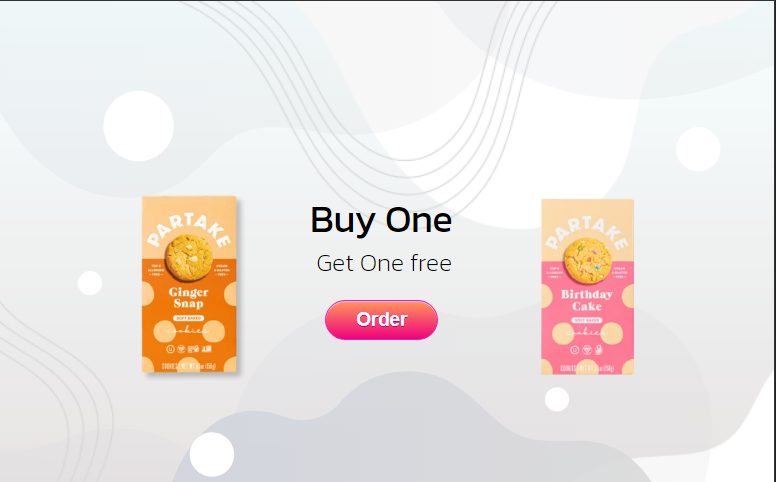 Buy One
Get One free
Order
PARTAKE
Ginger
Snap
SOFT BAKED
cookies
PARTAKE
Birthday
Cake
SOFT BAKED
cookies